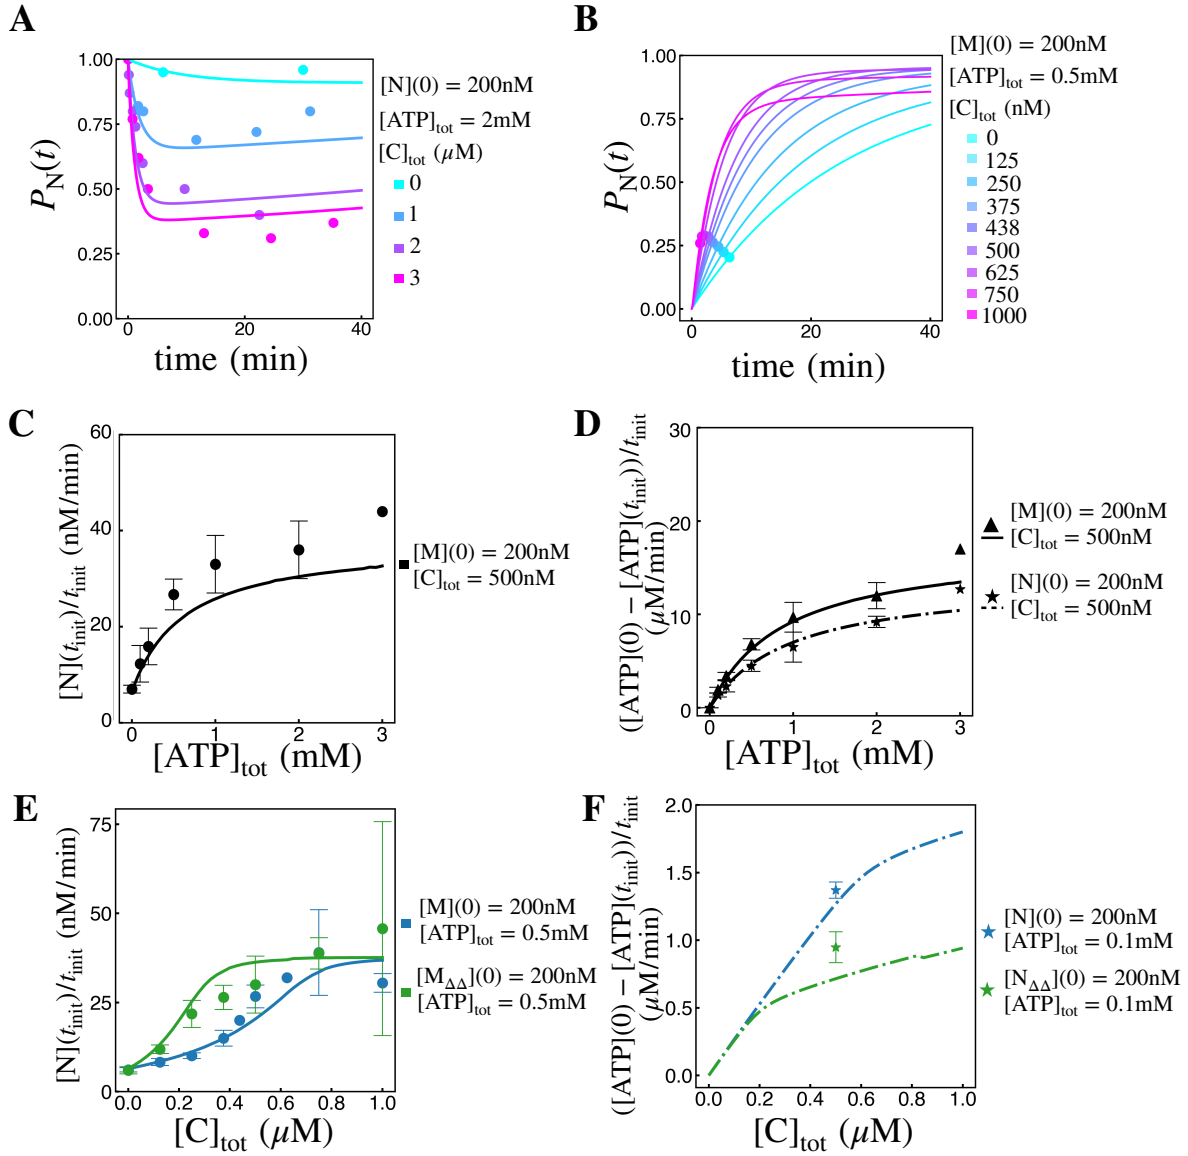 A
P_N(t)
1.00
0.75
0.50
0.25
0.00
0
20
40
time (min)
[N](0) = 200nM
[ATP]_tot = 2mM
[C]_tot (μM)
0
1
2
3
B
P_N(t)
1.00
0.75
0.50
0.25
0.00
0
20
40
time (min)
[M](0) = 200nM
[ATP]_tot = 0.5mM
[C]_tot (nM)
0
125
250
375
438
500
625
750
1000
C
[N](t_init)/t_init (nM/min)
60
40
20
0
0
1
2
3
[ATP]_tot (mM)
[M](0) = 200nM
[C]_tot = 500nM
D
([ATP](0) − [ATP](t_init))/t_init
(μM/min)
30
20
10
0
0
1
2
3
[ATP]_tot (mM)
[M](0) = 200nM
[C]_tot = 500nM
[N](0) = 200nM
[C]_tot = 500nM
E
[N](t_init)/t_init (nM/min)
75
50
25
0
0.0
0.2
0.4
0.6
0.8
1.0
[C]_tot (μM)
[M](0) = 200nM
[ATP]_tot = 0.5mM
[M_ΔΔ](0) = 200nM
[ATP]_tot = 0.5mM
F
([ATP](0) − [ATP](t_init))/t_init
(μM/min)
2.0
1.5
1.0
0.5
0.0
0.0
0.2
0.4
0.6
0.8
1.0
[C]_tot (μM)
[N](0) = 200nM
[ATP]_tot = 0.1mM
[N_ΔΔ](0) = 200nM
[ATP]_tot = 0.1mM